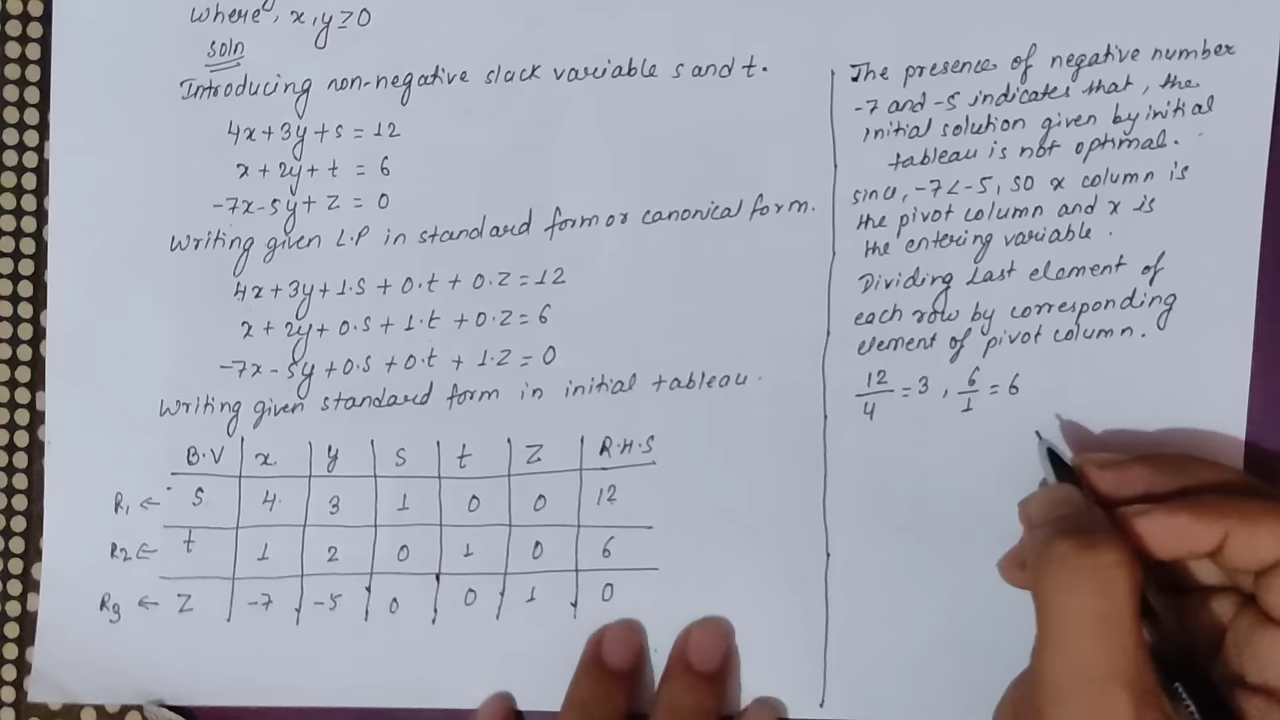 where, x, y ≥ 0
soln
Introducing non-negative slack variable s and t.
4x + 3y + s = 12
x + 2y + t = 6
-7x - 5y + z = 0
Writing given L.P in standard form or canonical form.
4x + 3y + 1.s + 0.t + 0.z = 12
x + 2y + 0.s + 1.t + 0.z = 6
-7x - 5y + 0.s + 0.t + 1.z = 0
Writing given standard form in initial tableau.
B.V x y s t z R.H.S
R1 ← s 4 3 1 0 0 12
R2 ← t 1 2 0 1 0 6
R3 ← z -7 -5 0 0 1 0
The presence of negative number
-7 and -5 indicates that, the
initial solution given by initial
tableau is not optimal.
since, -7 < -5, so x column is
the pivot column and x is
the entering variable.
Dividing last element of
each row by corresponding
element of pivot column.
12/4 = 3, 6/1 = 6